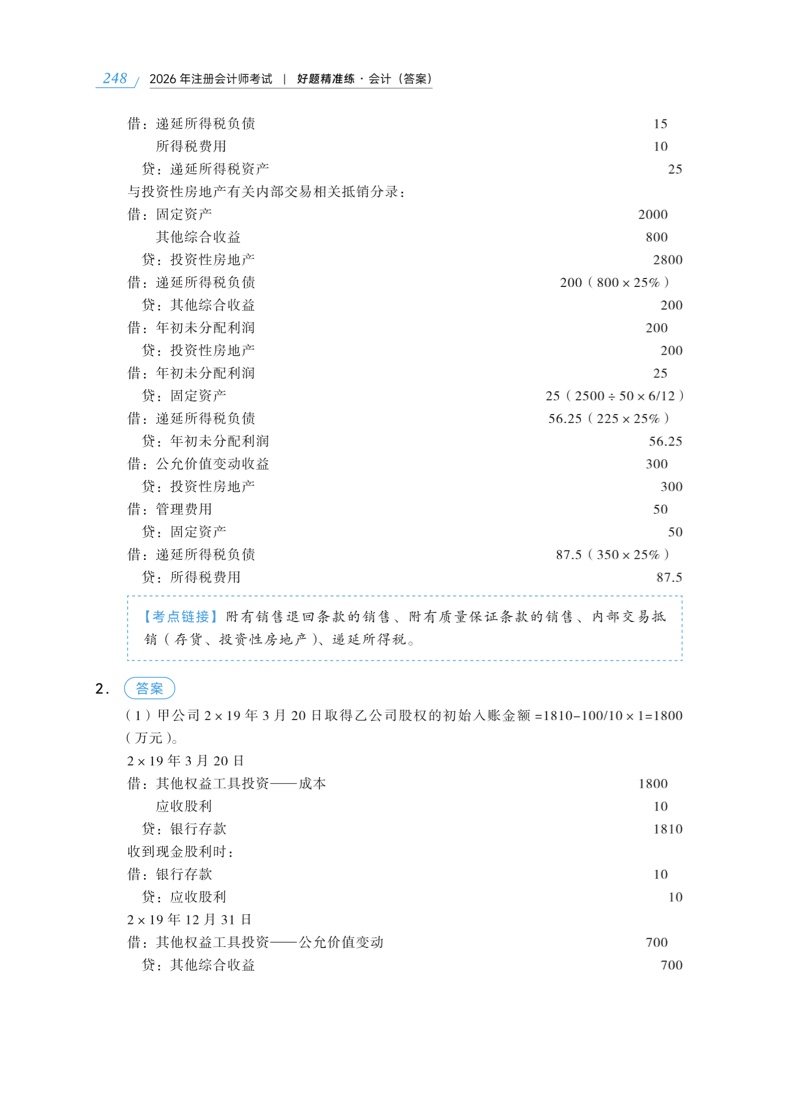 248 2026 年注册会计师考试 | 好题精准练·会计（答案）
借：递延所得税负债 15
所得税费用 10
贷：递延所得税资产 25
与投资性房地产有关内部交易相关抵销分录：
借：固定资产 2000
其他综合收益 800
贷：投资性房地产 2800
借：递延所得税负债 200（800×25%）
贷：其他综合收益 200
借：年初未分配利润 200
贷：投资性房地产 200
借：年初未分配利润 25
贷：固定资产 25（2500÷50×6/12）
借：递延所得税负债 56.25（225×25%）
贷：年初未分配利润 56.25
借：公允价值变动收益 300
贷：投资性房地产 300
借：管理费用 50
贷：固定资产 50
借：递延所得税负债 87.5（350×25%）
贷：所得税费用 87.5
【考点链接】附有销售退回条款的销售、附有质量保证条款的销售、内部交易抵
销（存货、投资性房地产）、递延所得税。
2. 答案
（1）甲公司 2×19 年 3 月 20 日取得乙公司股权的初始入账金额 =1810-100/10×1=1800
（万元）。
2×19 年 3 月 20 日
借：其他权益工具投资——成本 1800
应收股利 10
贷：银行存款 1810
收到现金股利时：
借：银行存款 10
贷：应收股利 10
2×19 年 12 月 31 日
借：其他权益工具投资——公允价值变动 700
贷：其他综合收益 700